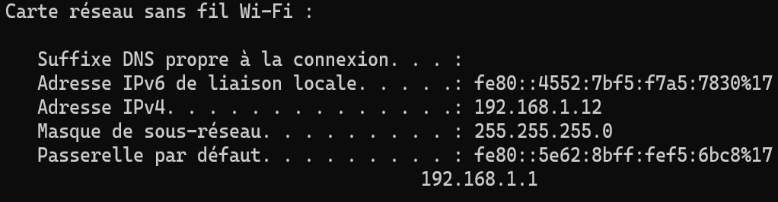 Carte réseau sans fil Wi-Fi :
Suffixe DNS propre à la connexion. . . :
Adresse IPv6 de liaison locale. . . . .: fe80::4552:7bf5:f7a5:7830%17
Adresse IPv4. . . . . . . . . . . . . .: 192.168.1.12
Masque de sous-réseau. . . . . . . . . : 255.255.255.0
Passerelle par défaut. . . . . . . . . : fe80::5e62:8bff:fef5:6bc8%17
192.168.1.1